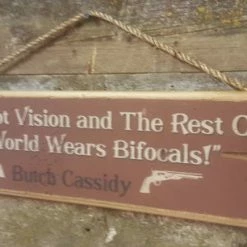 ot Vision and The Rest O
World Wears Bifocals!"
Butch Cassidy